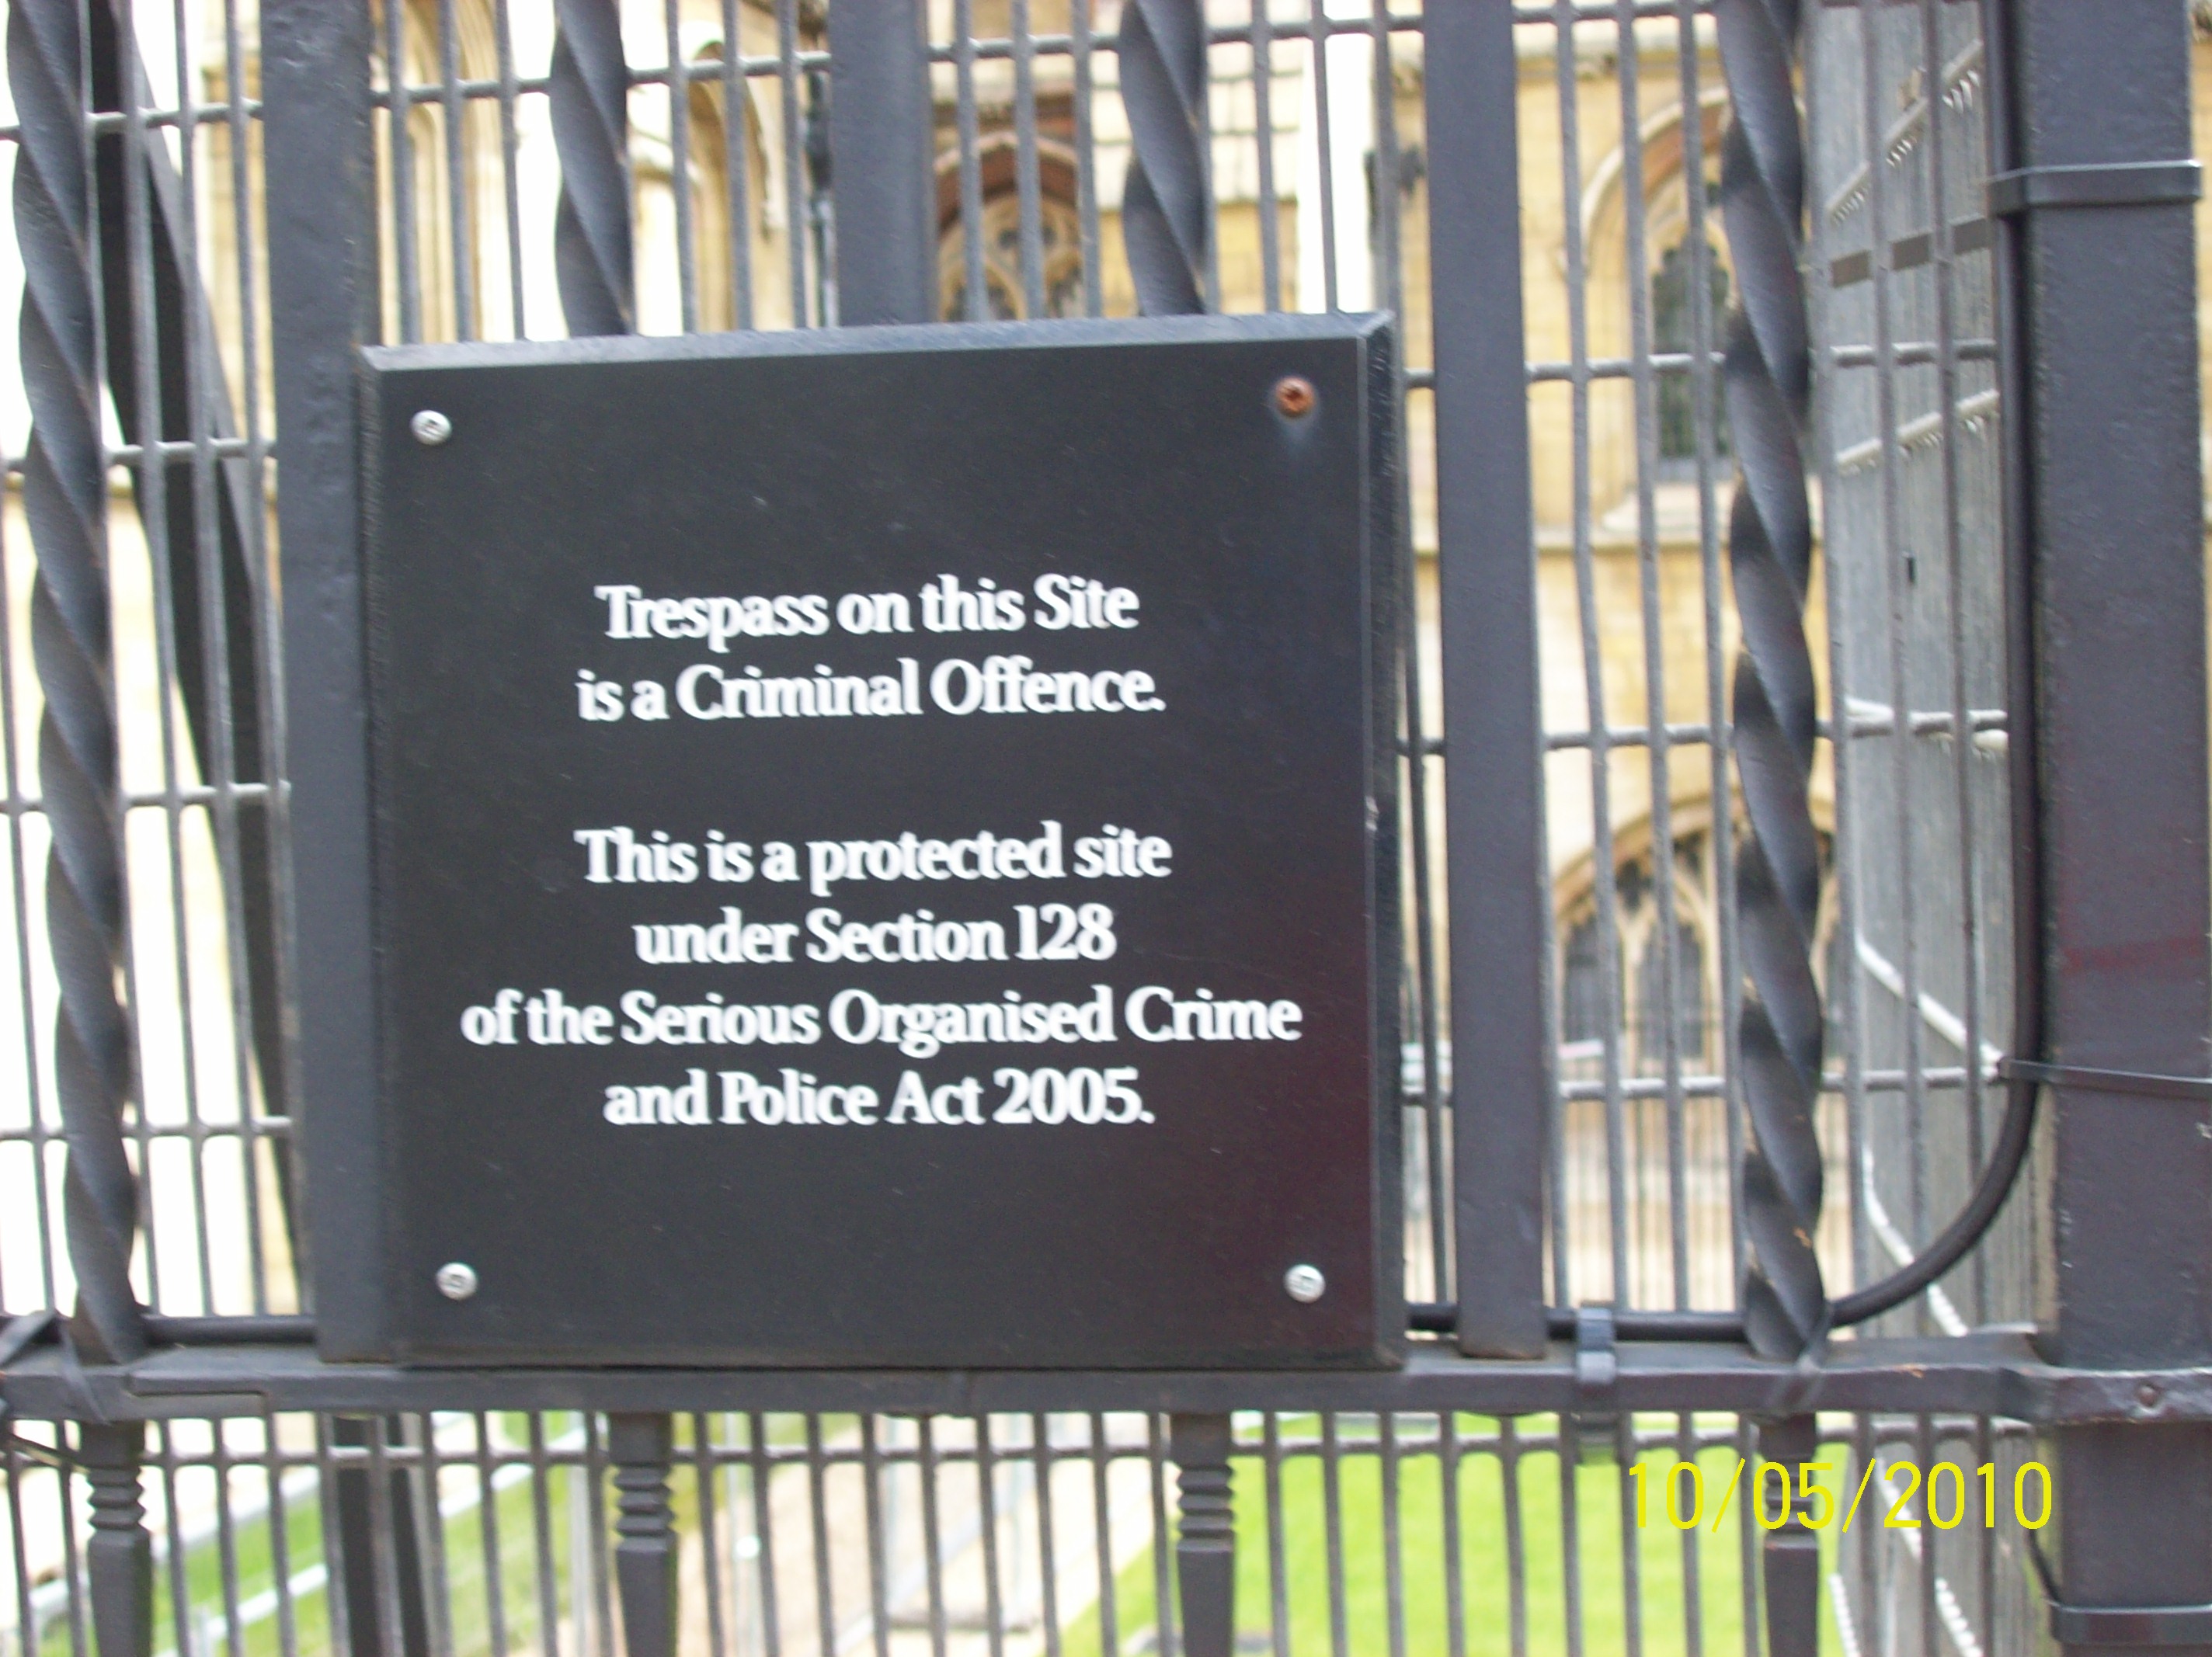 Trespass on this Site
is a Criminal Offence.
This is a protected site
under Section 128
of the Serious Organised Crime
and Police Act 2005.
10/05/2010